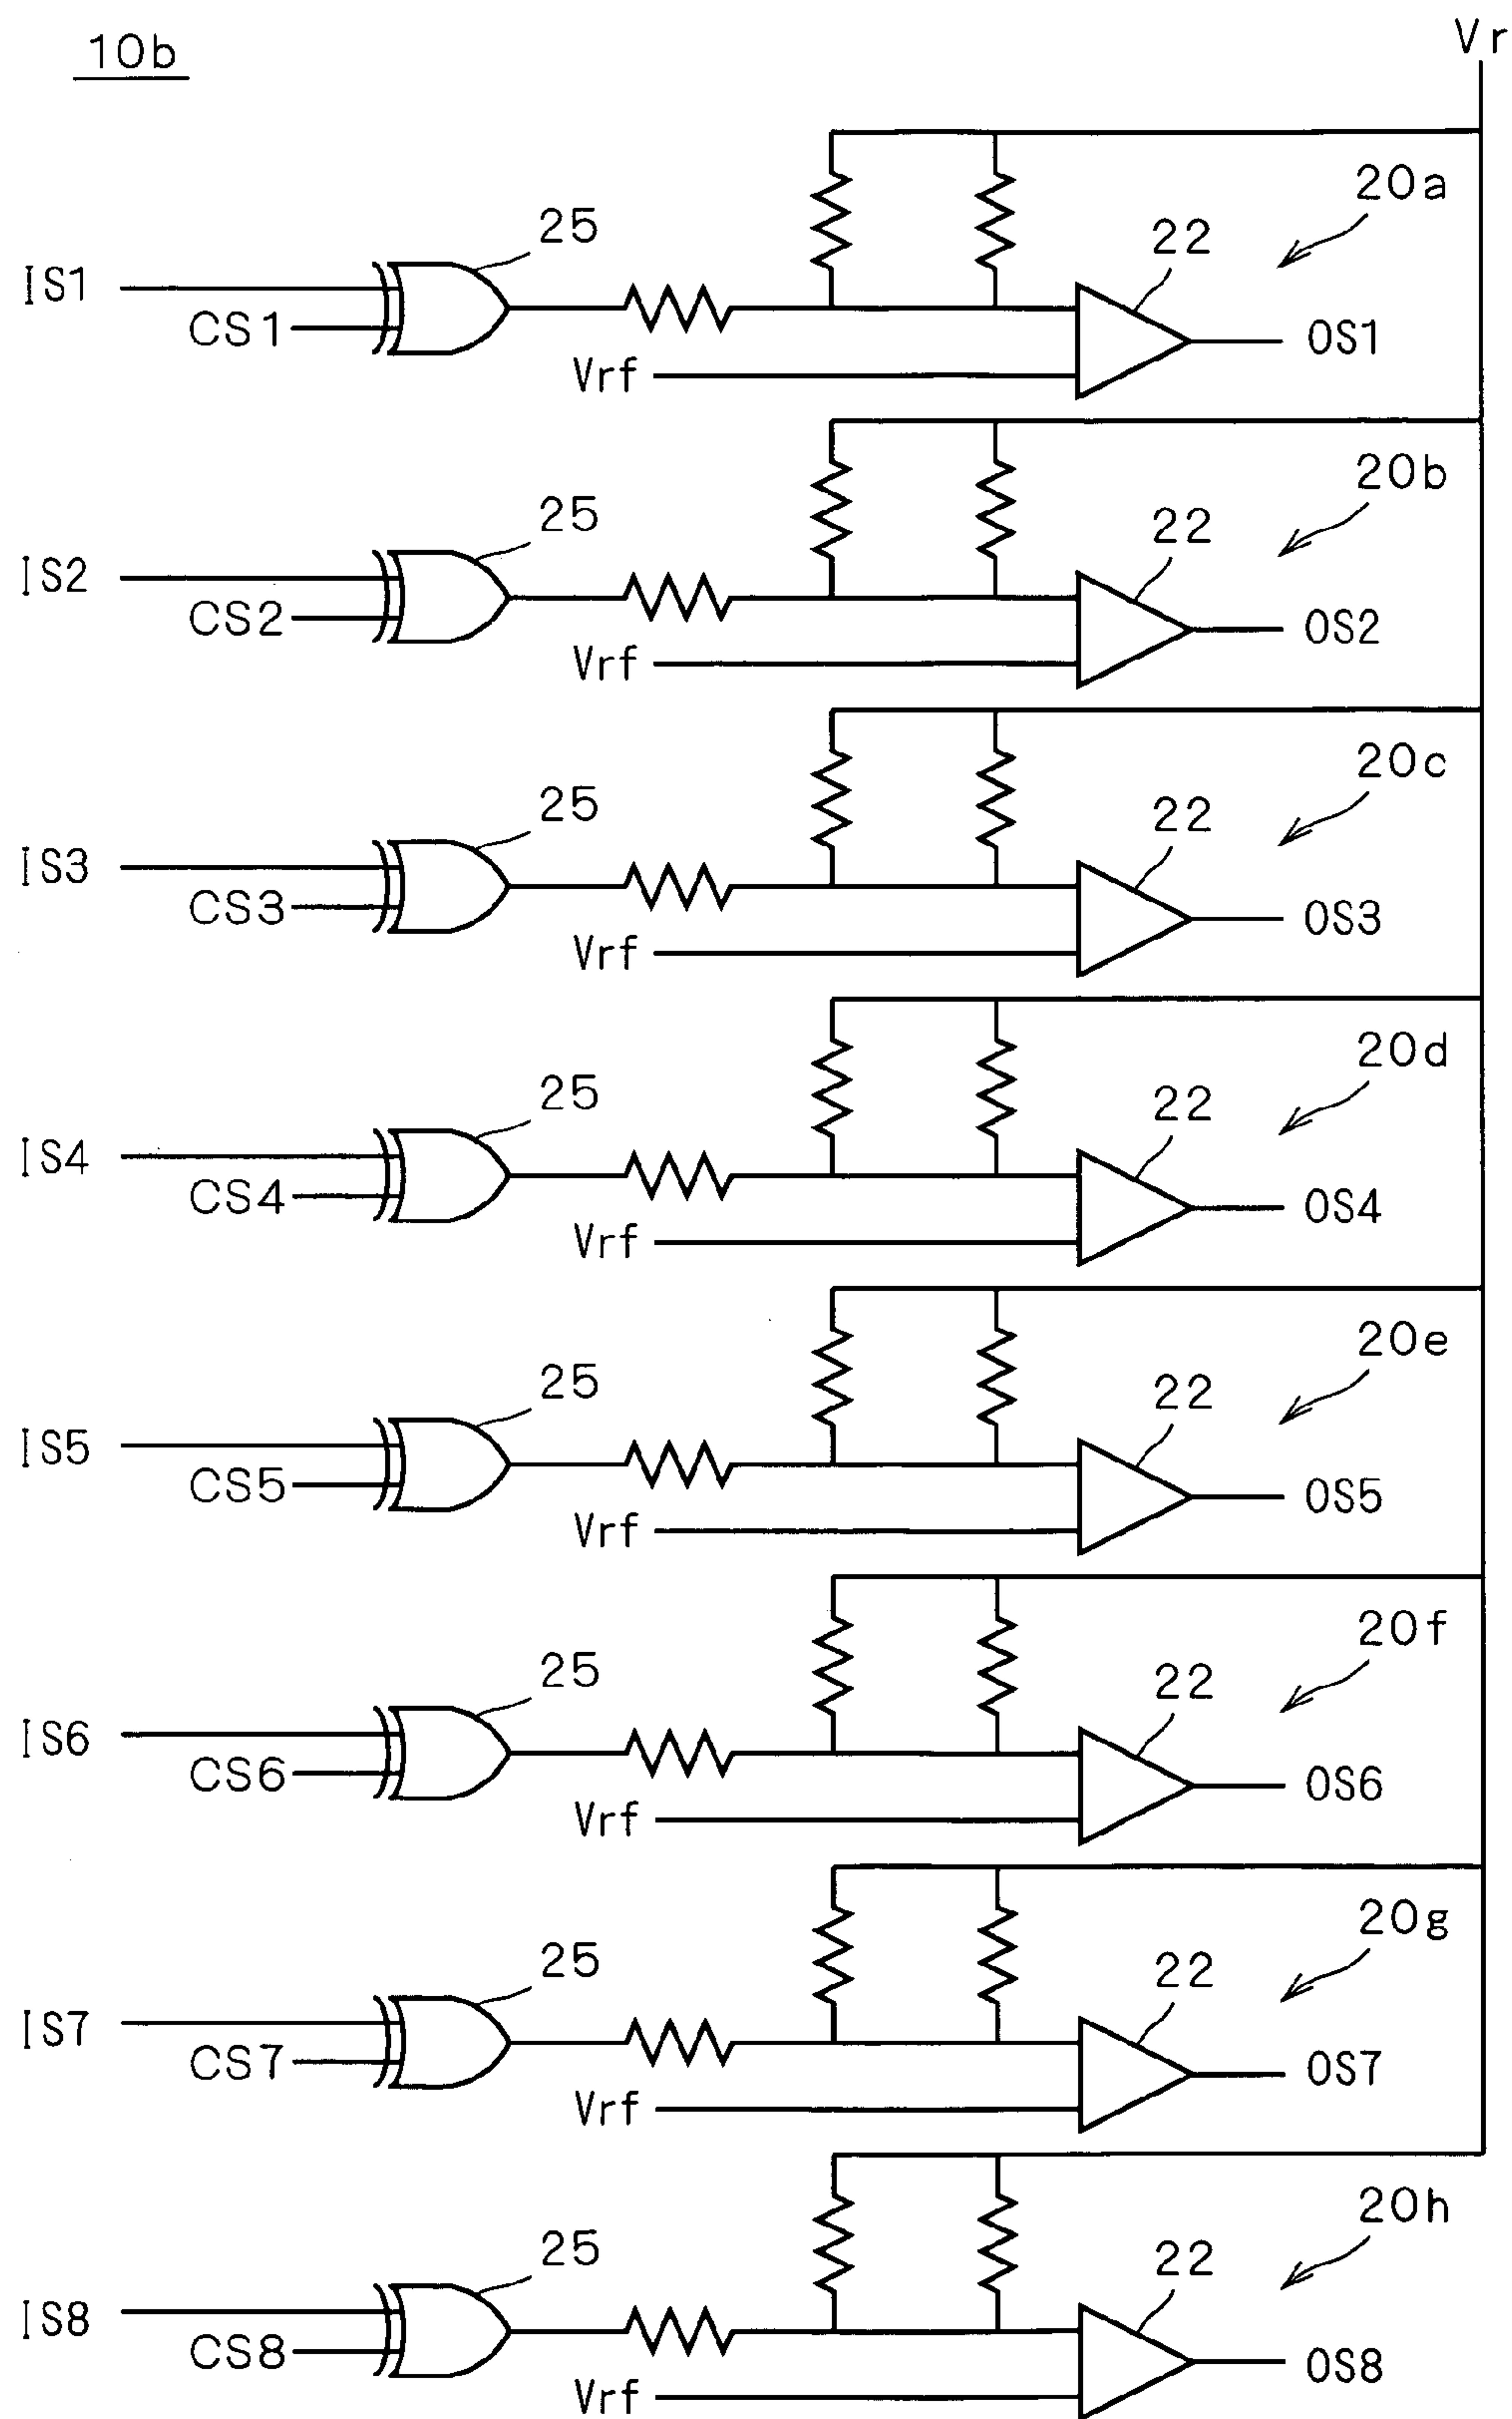 10b
Vr
20a
25
22
IS1
CS1
OS1
Vrf
20b
25
22
IS2
CS2
OS2
Vrf
20c
25
22
IS3
CS3
OS3
Vrf
20d
25
22
IS4
CS4
OS4
Vrf
20e
25
22
IS5
CS5
OS5
Vrf
20f
25
22
IS6
CS6
OS6
Vrf
20g
25
22
IS7
CS7
OS7
Vrf
20h
25
22
IS8
CS8
OS8
Vrf